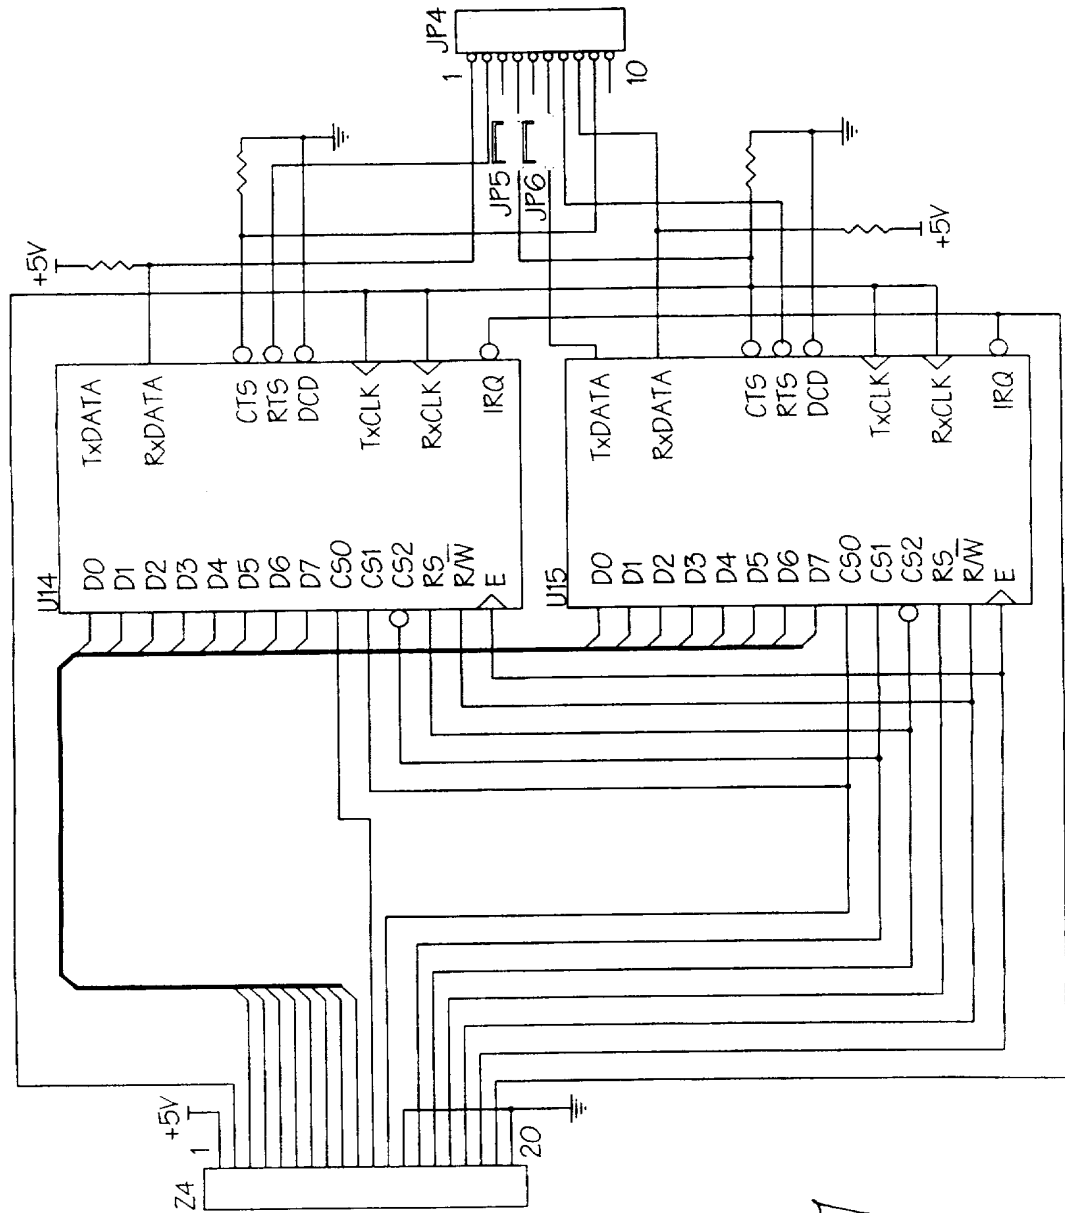 JP4
1
10
JP5
JP6
+5V
+5V
U14
D0
D1
D2
D3
D4
D5
D6
D7
CS0
CS1
CS2
RS
R/W̅
E
TxDATA
RxDATA
CTS
RTS
DCD
TxCLK
RxCLK
IRQ
U15
D0
D1
D2
D3
D4
D5
D6
D7
CS0
CS1
CS2
RS
R/W̅
E
TxDATA
RxDATA
CTS
RTS
DCD
TxCLK
RxCLK
IRQ
+5V
1
Z4
20